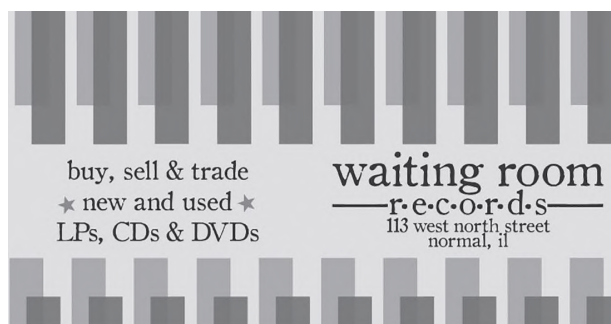 buy, sell & trade
new and used
LPs, CDs & DVDs
waiting room
r•e•c•o•r•d•s
113 west north street
normal, il